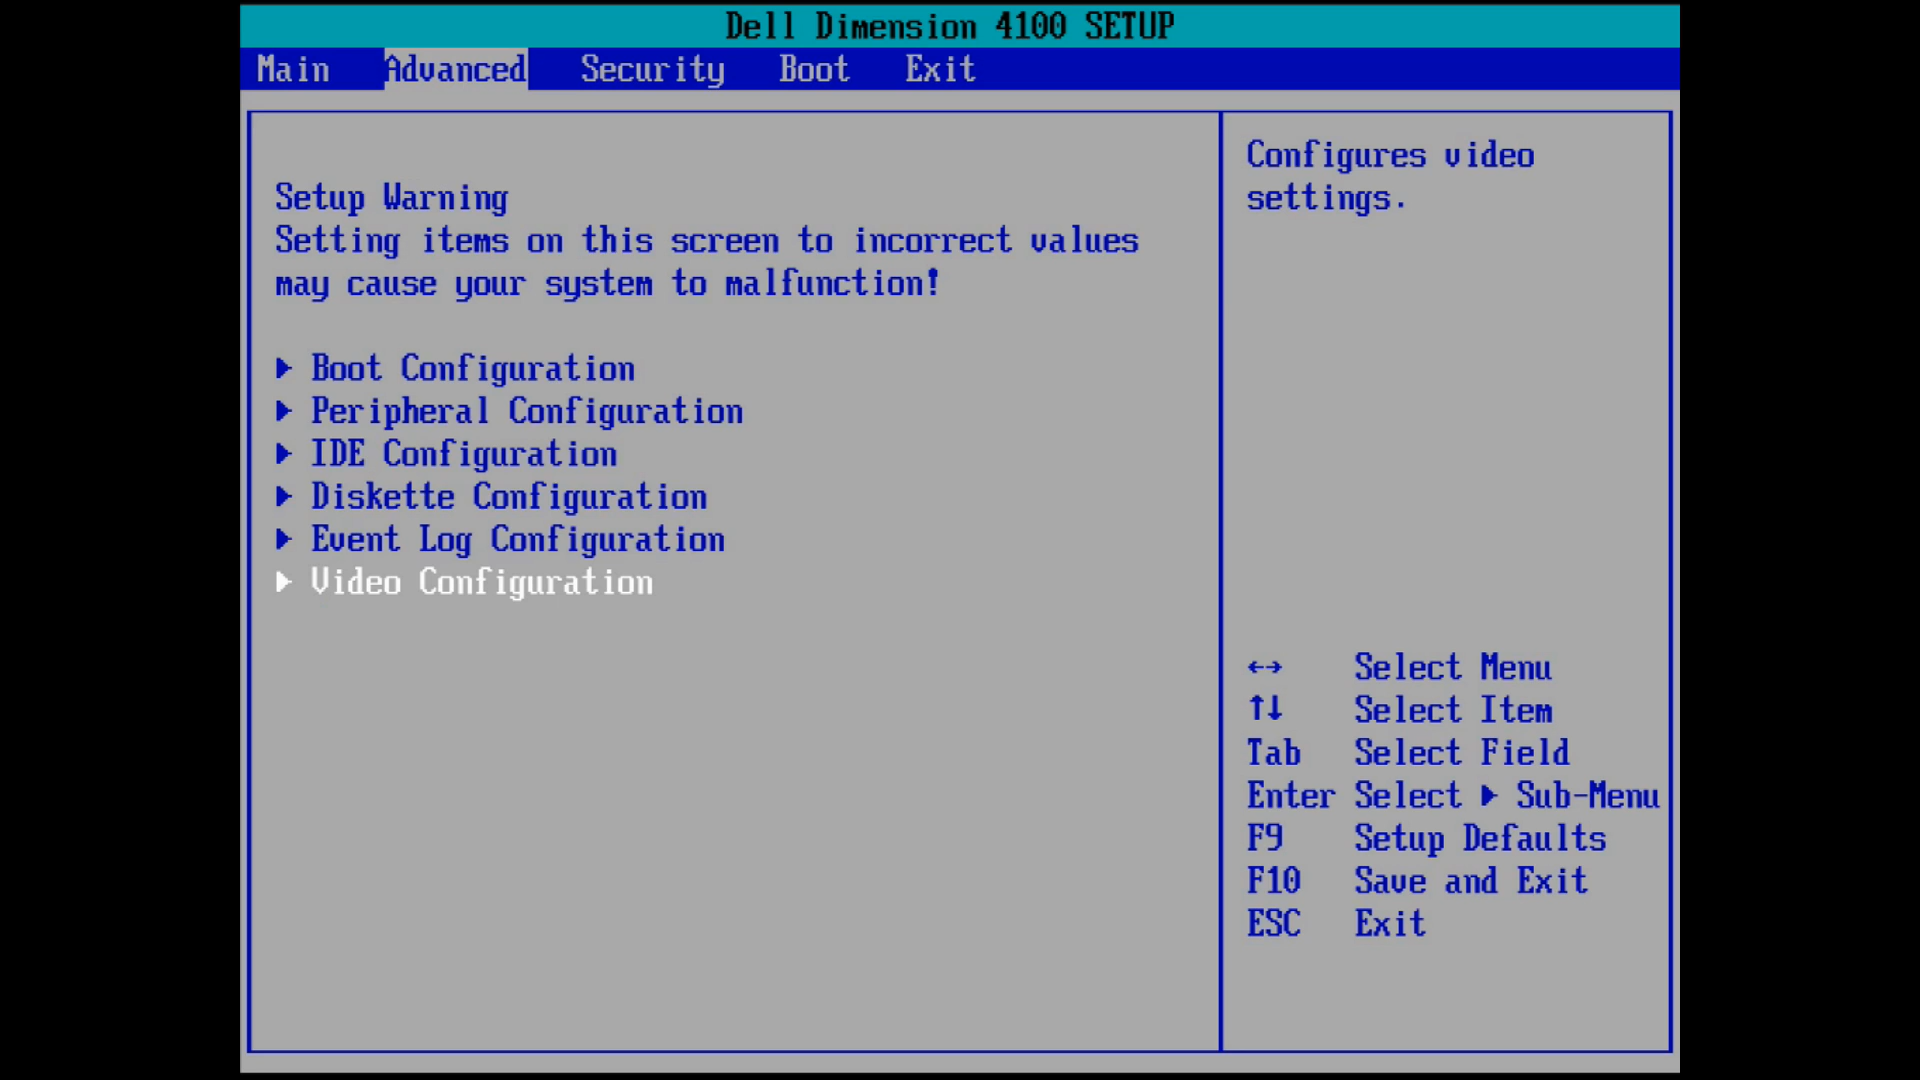 Dell Dimension 4100 SETUP
Main Advanced Security Boot Exit
Setup Warning
Setting items on this screen to incorrect values
may cause your system to malfunction!
▶ Boot Configuration
▶ Peripheral Configuration
▶ IDE Configuration
▶ Diskette Configuration
▶ Event Log Configuration
▶ Video Configuration
Configures video
settings.
←→ Select Menu
↑↓ Select Item
Tab Select Field
Enter Select ▶ Sub-Menu
F9 Setup Defaults
F10 Save and Exit
ESC Exit